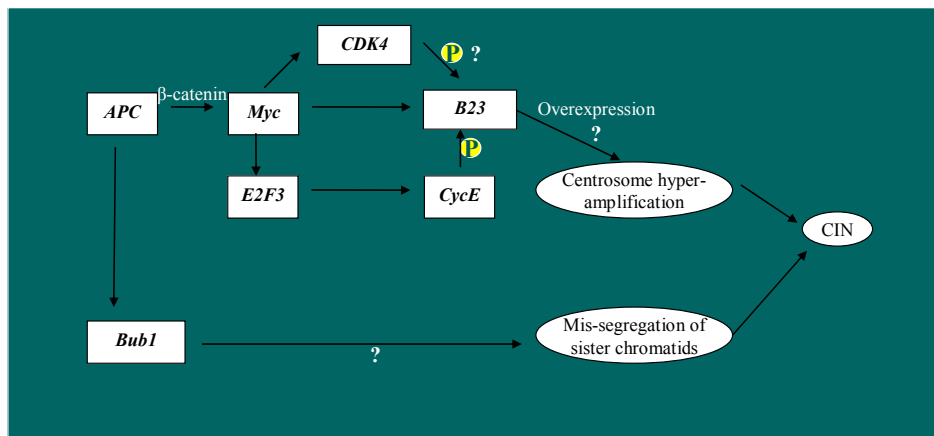 CDK4
P ?
β-catenin
APC
Myc
B23
Overexpression
?
P
E2F3
CycE
Centrosome hyper-
amplification
CIN
Bub1
?
Mis-segregation of
sister chromatids